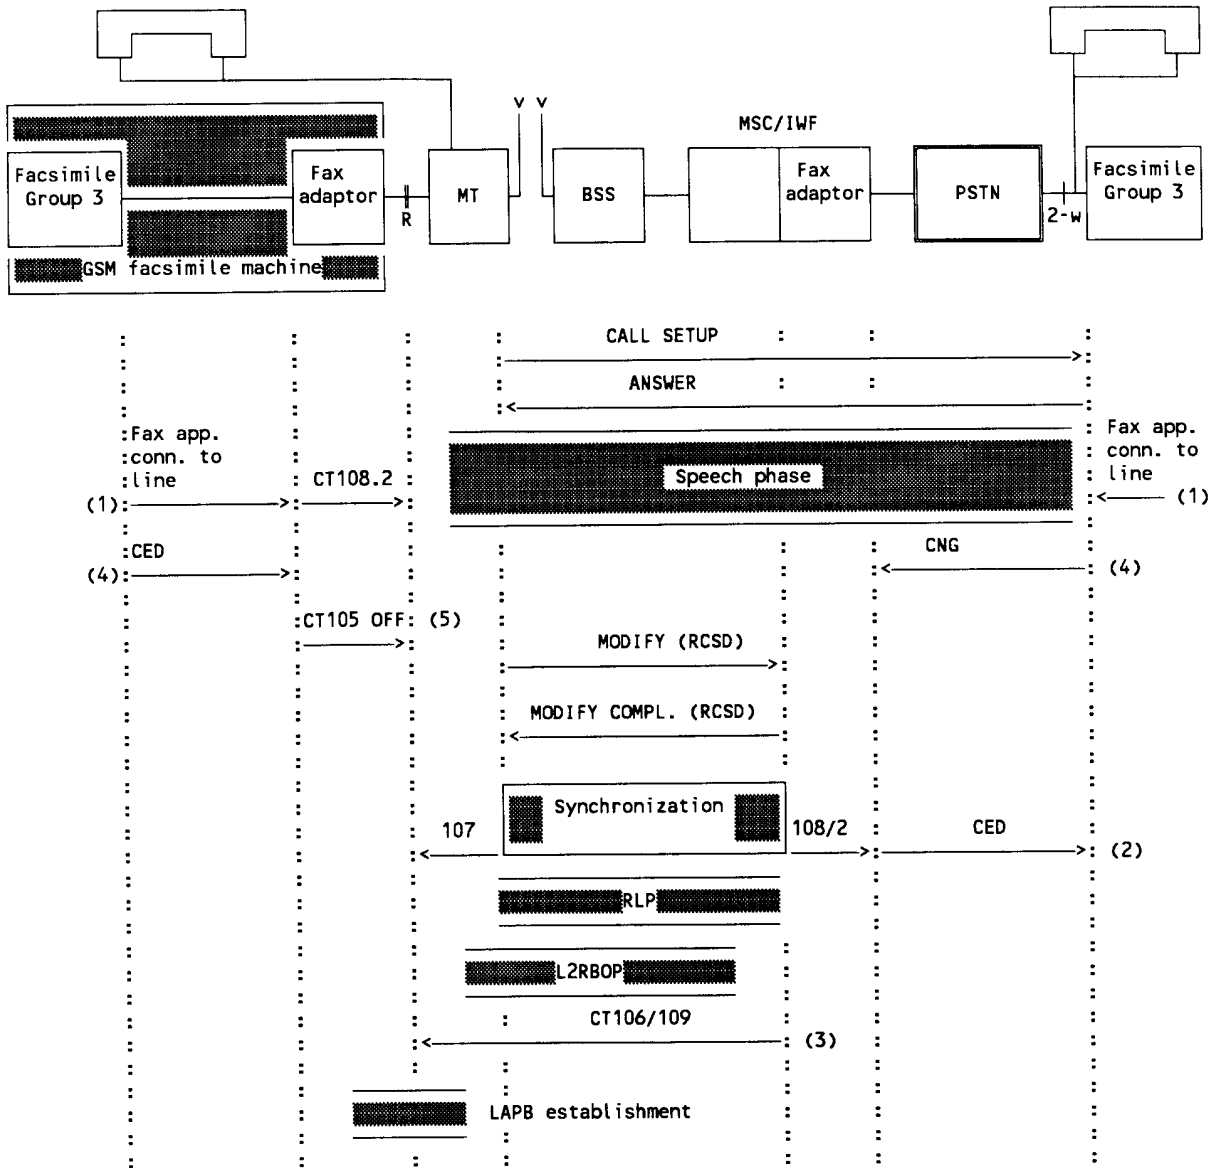 MSC/IWF
Facsimile
Group 3
Fax
adaptor
R
MT
v v
BSS
Fax
adaptor
PSTN
2-w
Facsimile
Group 3
GSM facsimile machine
CALL SETUP
ANSWER
Fax app.
conn. to
line
(1)
CT108.2
Speech phase
Fax app.
conn. to
line
(1)
CED
(4)
CNG
(4)
CT105 OFF
(5)
MODIFY (RCSD)
MODIFY COMPL. (RCSD)
Synchronization
107
108/2
CED
(2)
RLP
L2RBOP
CT106/109
(3)
LAPB establishment